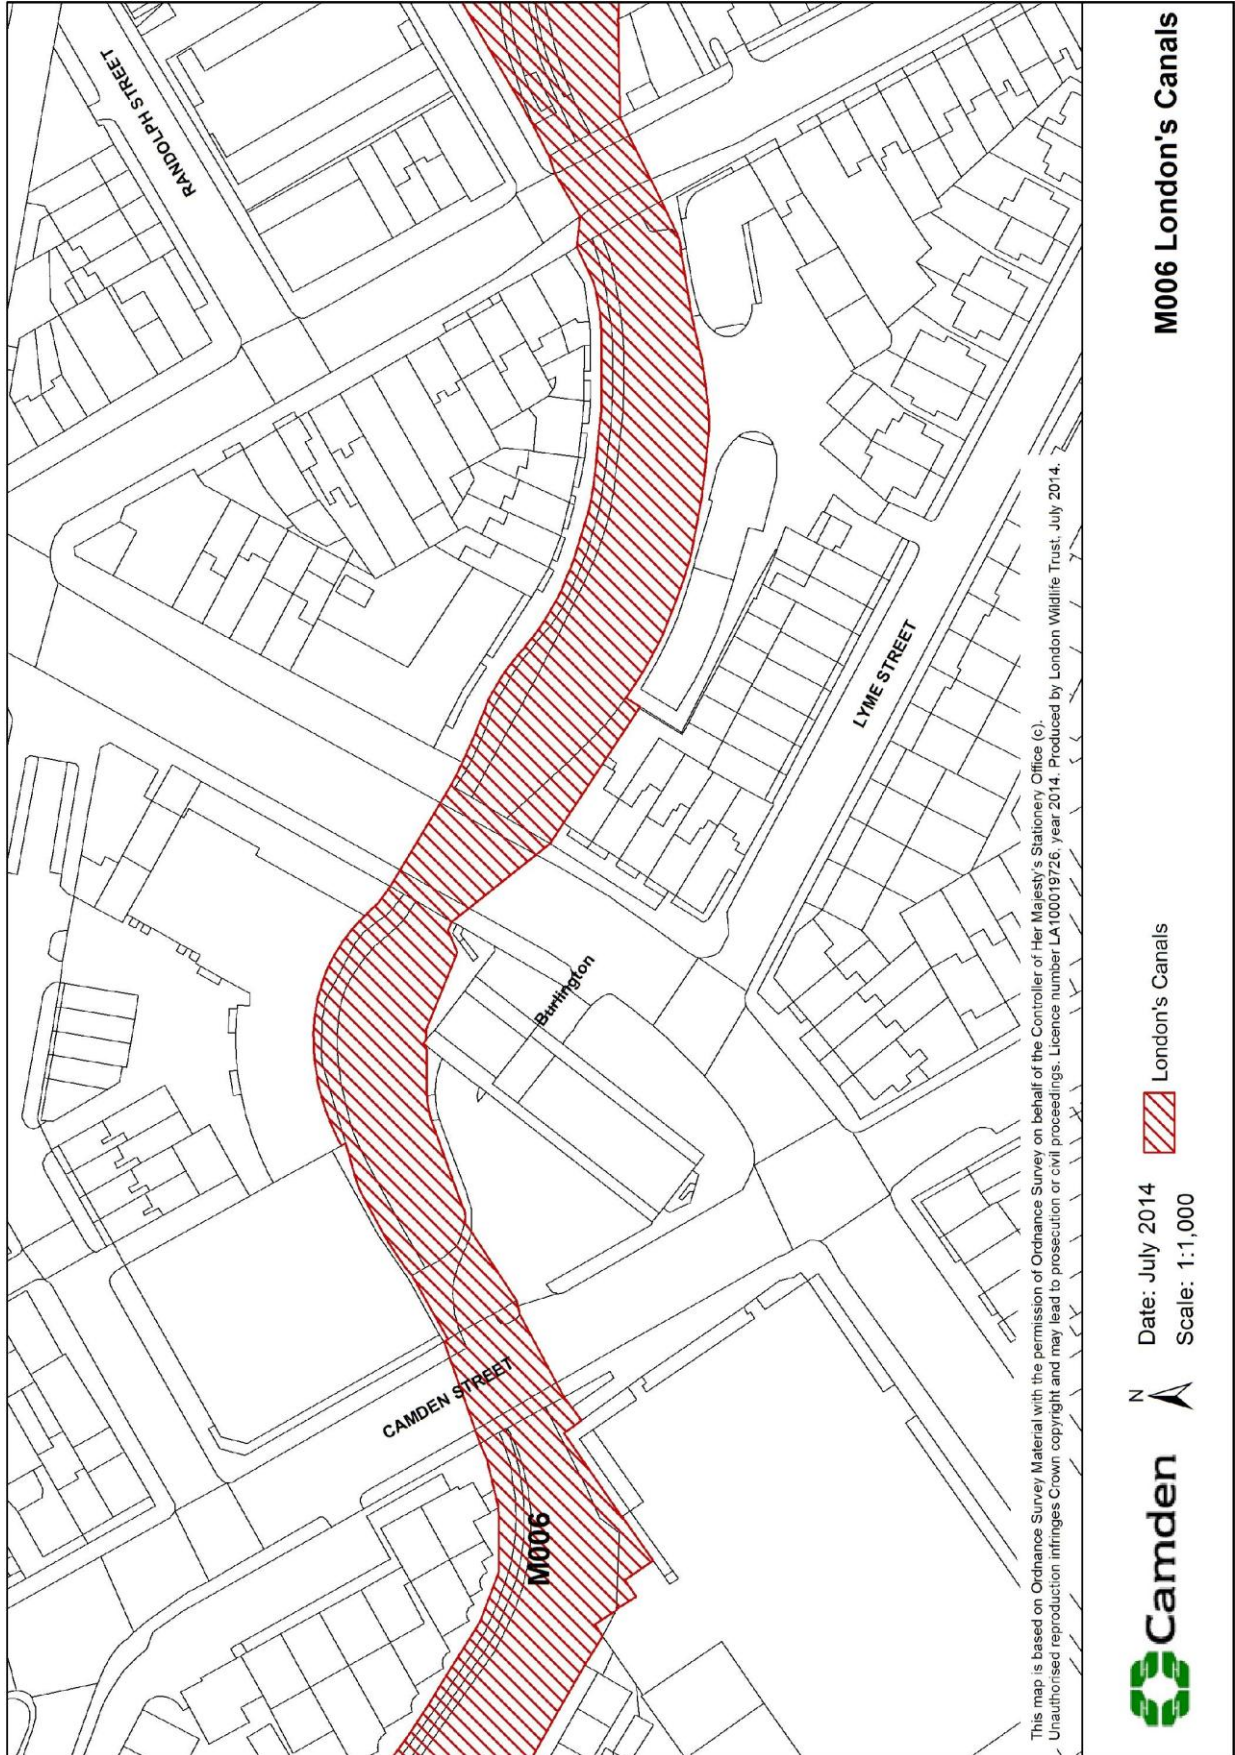 RANDOLPH STREET
LYME STREET
Burlington
CAMDEN STREET
M006
This map is based on Ordnance Survey Material with the permission of Ordnance Survey on behalf of the Controller of Her Majesty's Stationery Office (c).
Unauthorised reproduction infringes Crown copyright and may lead to prosecution or civil proceedings. Licence number LA100019726, year 2014. Produced by London Wildlife Trust, July 2014.
Camden
N
Date: July 2014
Scale: 1:1,000
London's Canals
M006 London's Canals